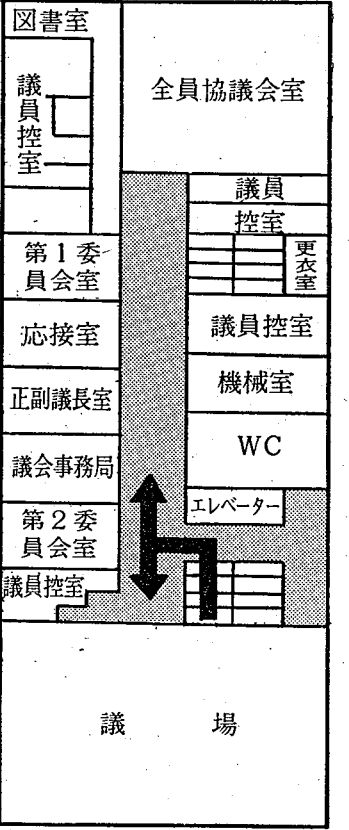 図書室
議員控室
全員協議会室
議員
控室
更衣室
第1委
員会室
応接室
議員控室
正副議長室
機械室
議会事務局
WC
第2委
員会室
エレベーター
議員控室
議場